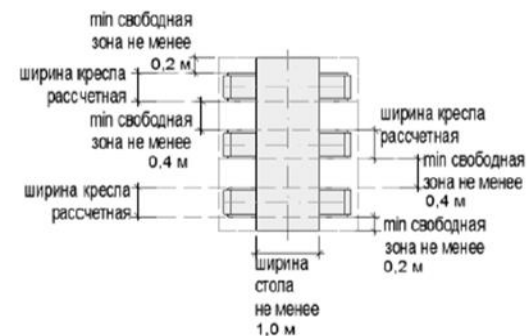 min свободная
зона не менее
0,2 м
ширина кресла
рассчетная
min свободная
зона не менее
0,4 м
ширина кресла
рассчетная
ширина кресла
рассчетная
min свободная
зона не менее
0,4 м
min свободная
зона не менее
0,2 м
ширина
стола
не менее
1,0 м